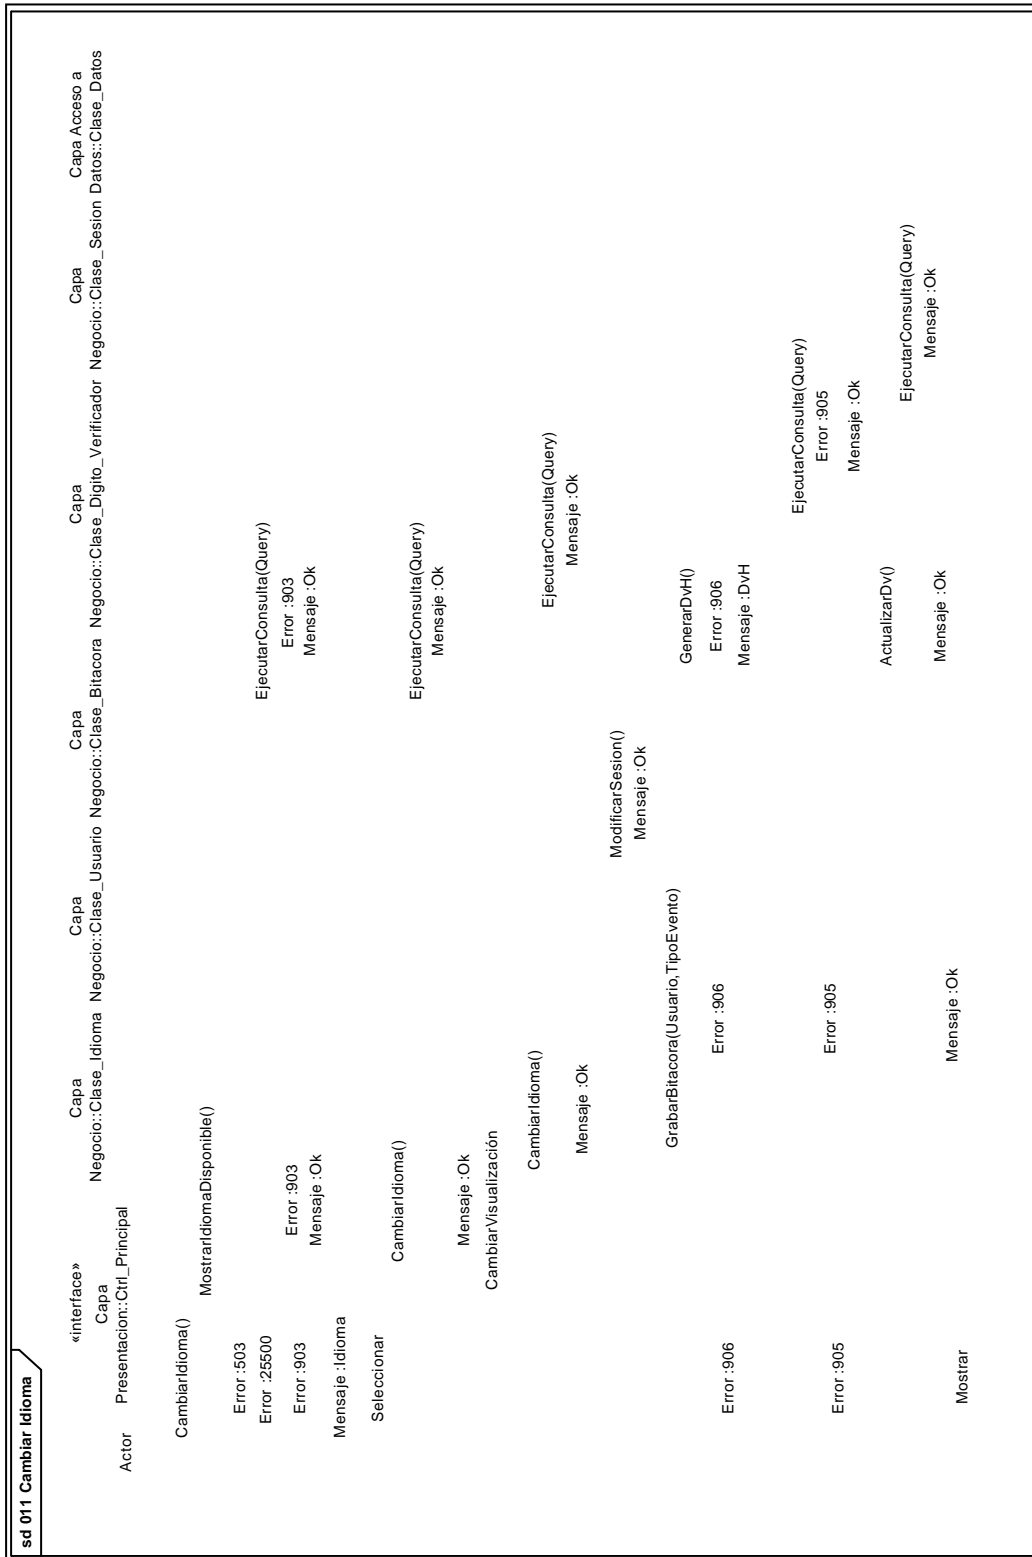 sd 011 Cambiar Idioma
Actor
«interface»
Capa
Presentacion::Ctrl_Principal
Capa
Negocio::Clase_Idioma
Capa
Negocio::Clase_Usuario
Capa
Negocio::Clase_Bitacora
Capa
Negocio::Clase_Digito_Verificador
Capa
Negocio::Clase_Sesion
Capa Acceso a
Datos::Clase_Datos
CambiarIdioma()
MostrarIdiomaDisponible()
Error :503
EjecutarConsulta(Query)
Error :25500
Error :903
Error :903
Error :903
Mensaje :Ok
Mensaje :Ok
Mensaje :Idioma
Seleccionar
CambiarIdioma()
EjecutarConsulta(Query)
Mensaje :Ok
Mensaje :Ok
CambiarVisualización
CambiarIdioma()
EjecutarConsulta(Query)
Mensaje :Ok
Mensaje :Ok
ModificarSesion()
Mensaje :Ok
GrabarBitacora(Usuario,TipoEvento)
GenerarDvH()
Error :906
Error :906
Error :906
Mensaje :DvH
EjecutarConsulta(Query)
Error :905
Error :905
Error :905
Mensaje :Ok
ActualizarDv()
EjecutarConsulta(Query)
Mensaje :Ok
Mensaje :Ok
Mensaje :Ok
Mostrar